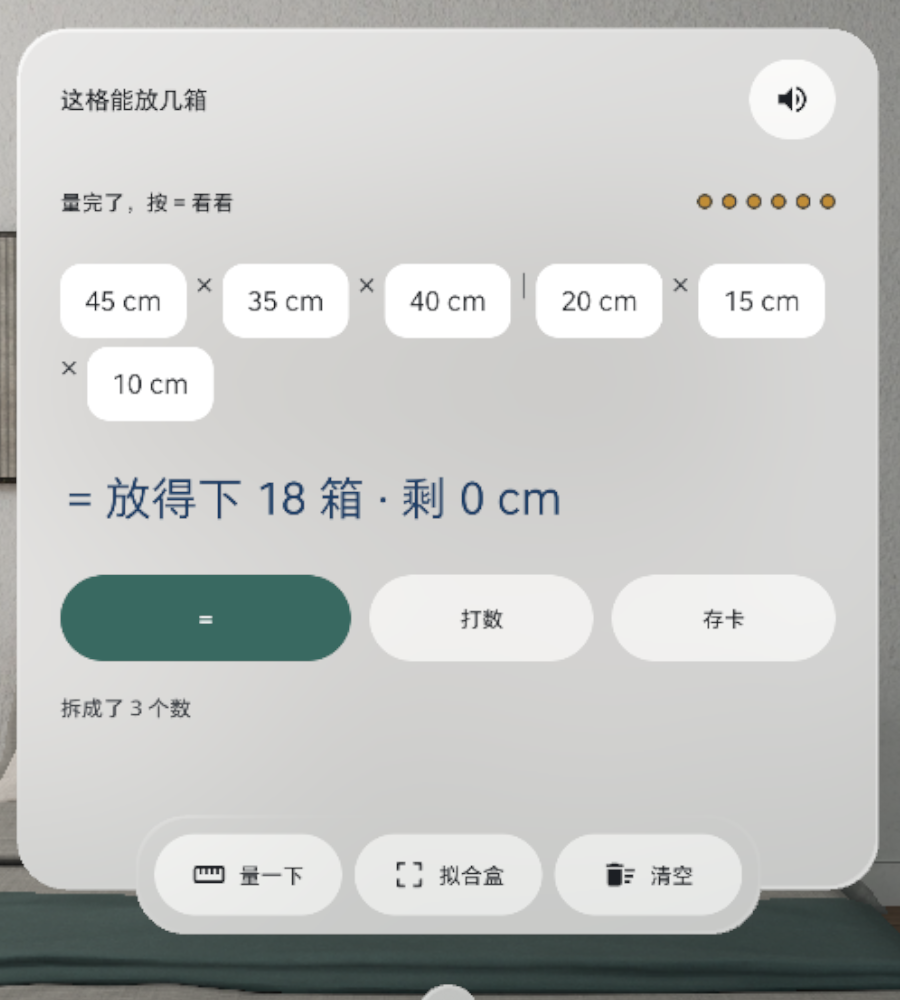 这格能放几箱
量完了，按 = 看看
45 cm × 35 cm × 40 cm | 20 cm × 15 cm
× 10 cm
= 放得下 18 箱 · 剩 0 cm
=
打数
存卡
拆成了 3 个数
量一下
拟合盒
清空